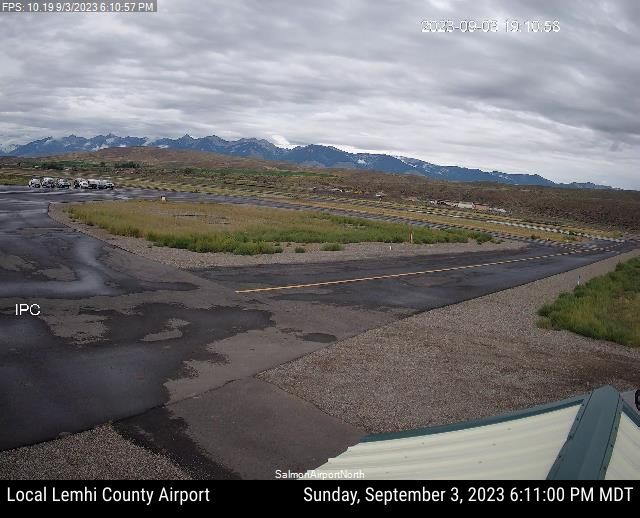 FPS: 10.19 9/3/2023 6:10:57 PM
2023-09-03 19:10:58
IPC
SalmonAirportNorth
Local Lemhi County Airport
Sunday, September 3, 2023 6:11:00 PM MDT